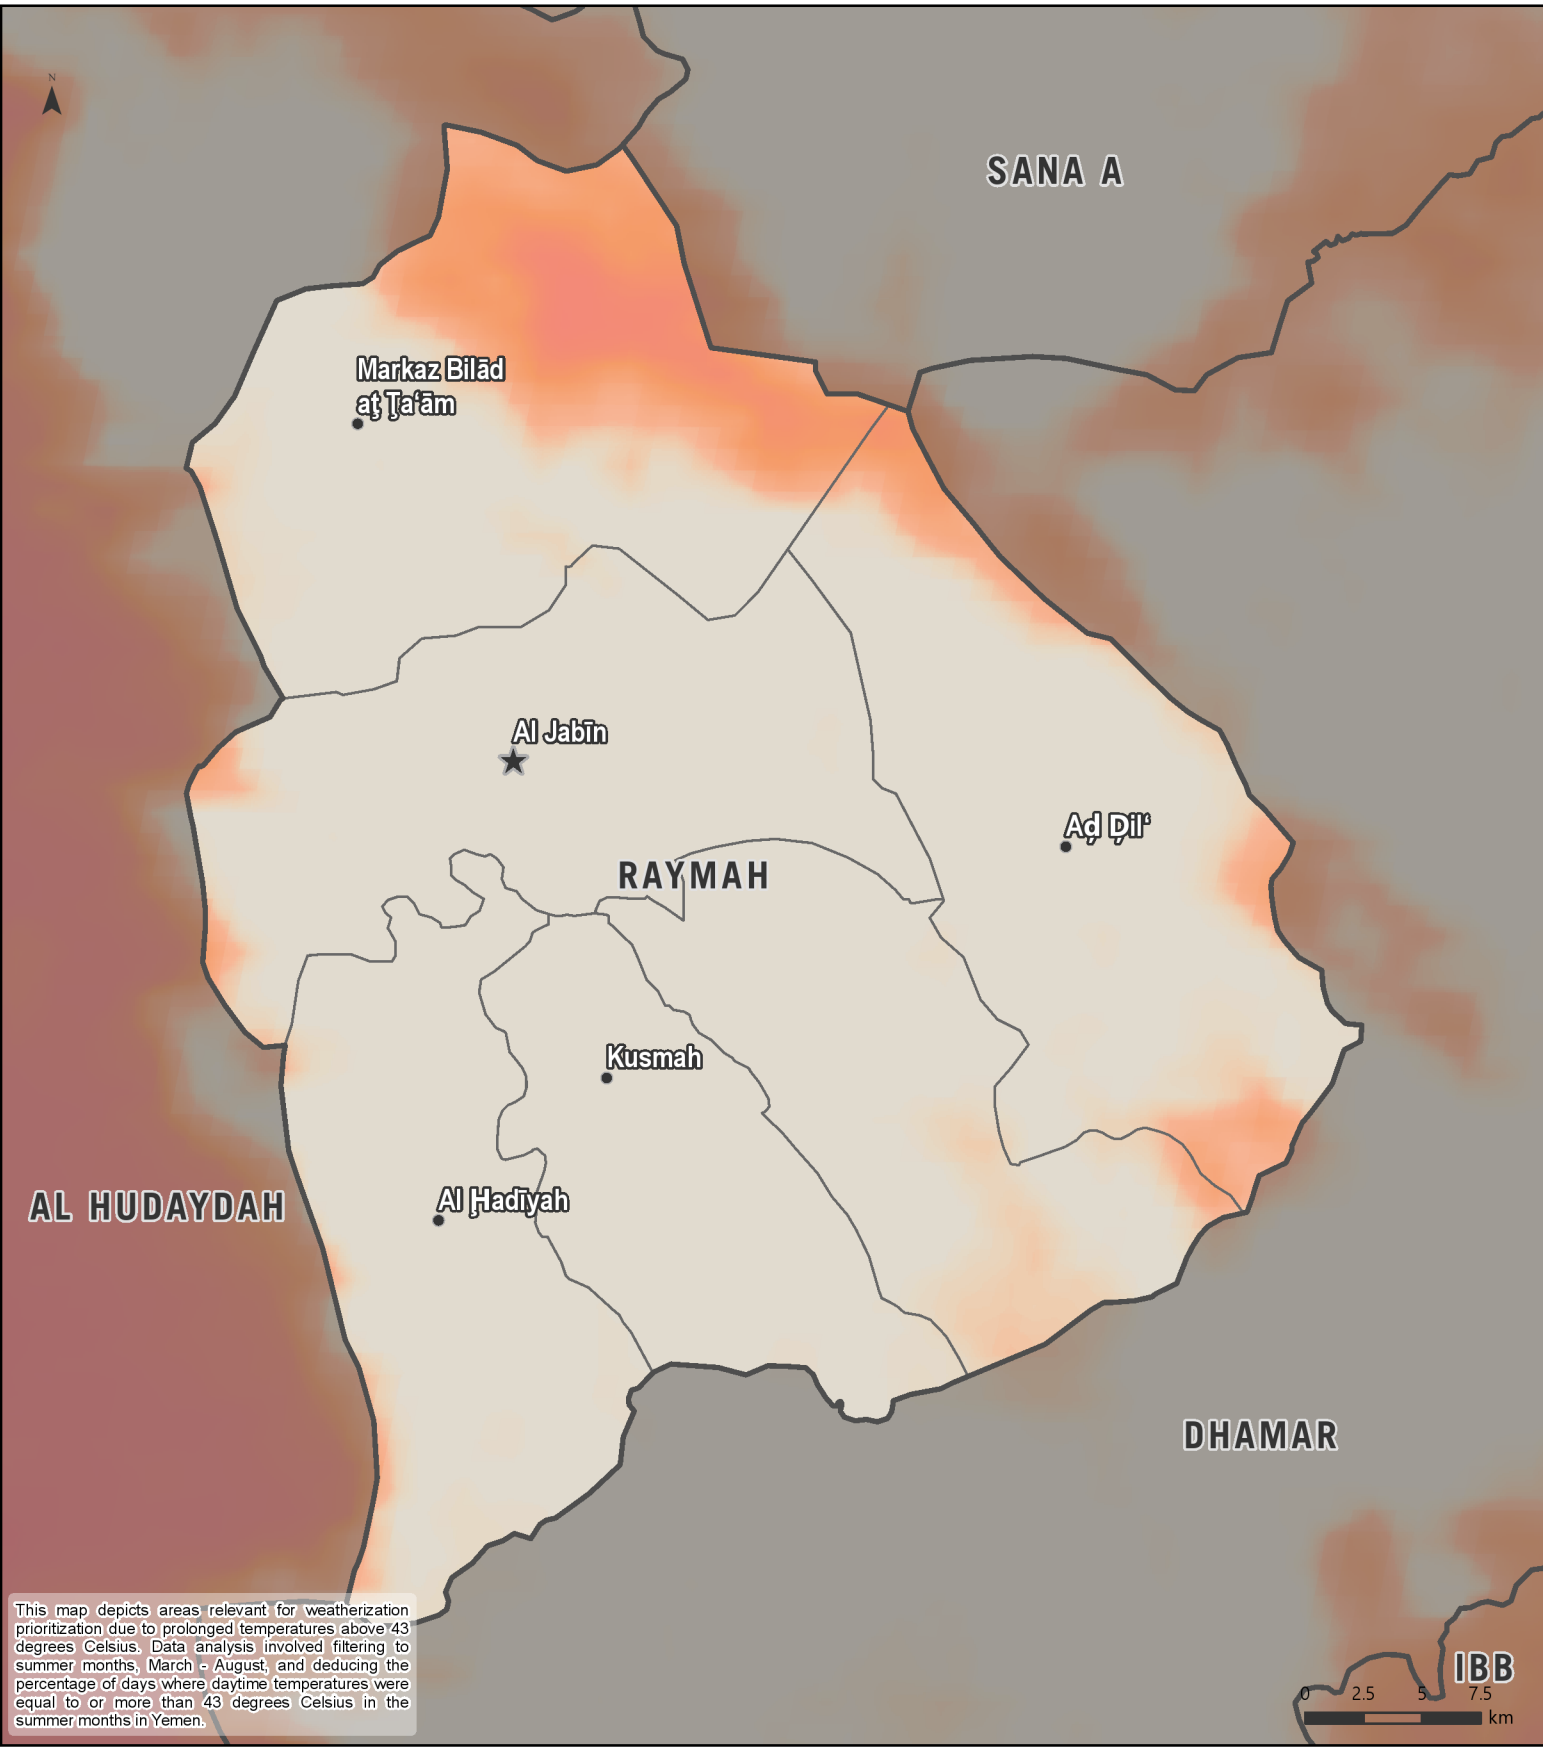 N
SANA A
Markaz Bilād
aţ Ţa‘ām
Al Jabīn
Aḑ Ḑil‘
RAYMAH
Kusmah
Al Ḩadīyah
AL HUDAYDAH
DHAMAR
This map depicts areas relevant for weatherization
prioritization due to prolonged temperatures above 43
degrees Celsius. Data analysis involved filtering to
summer months, March - August, and deducing the
percentage of days where daytime temperatures were
equal to or more than 43 degrees Celsius in the
summer months in Yemen.
IBB
0 2.5 5 7.5
km